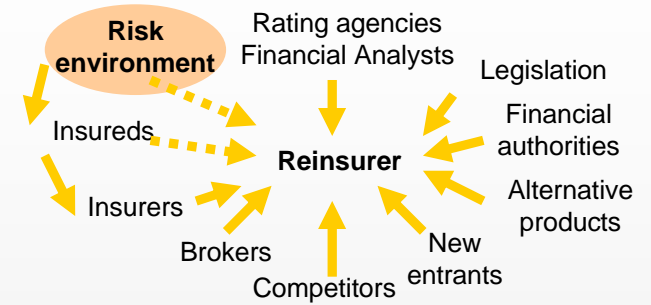 Risk
environment
Rating agencies
Financial Analysts
Legislation
Financial
authorities
Insureds
Reinsurer
Alternative
products
Insurers
Brokers
New
entrants
Competitors